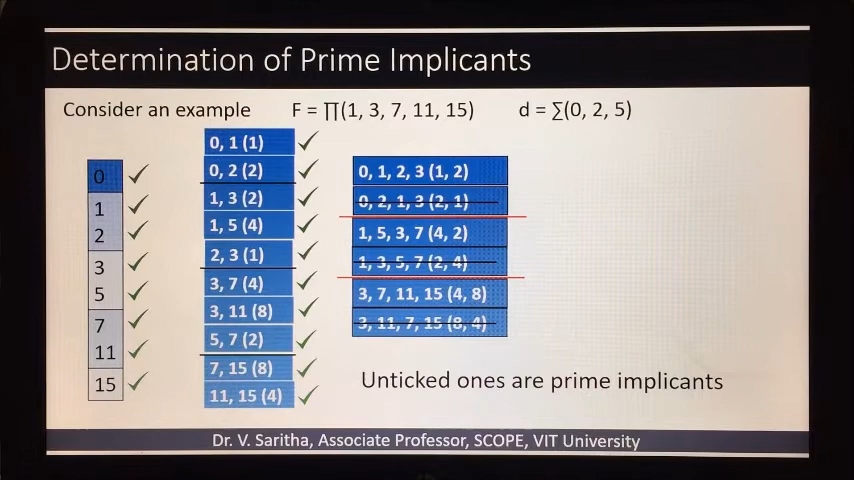 Determination of Prime Implicants
Consider an example F = ∏(1, 3, 7, 11, 15) d = ∑(0, 2, 5)
0
1
2
3
5
7
11
15
0, 1 (1)
0, 2 (2)
1, 3 (2)
1, 5 (4)
2, 3 (1)
3, 7 (4)
3, 11 (8)
5, 7 (2)
7, 15 (8)
11, 15 (4)
0, 1, 2, 3 (1, 2)
0, 2, 1, 3 (2, 1)
1, 5, 3, 7 (4, 2)
1, 3, 5, 7 (2, 4)
3, 7, 11, 15 (4, 8)
3, 11, 7, 15 (8, 4)
Unticked ones are prime implicants
Dr. V. Saritha, Associate Professor, SCOPE, VIT University